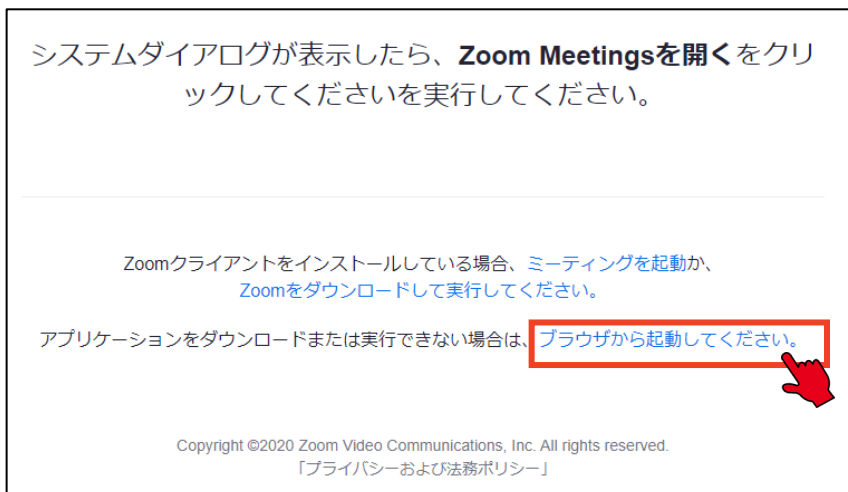 システムダイアログが表示したら、Zoom Meetingsを開くをクリ
ックしてくださいを実行してください。
Zoomクライアントをインストールしている場合、ミーティングを起動か、
Zoomをダウンロードして実行してください。
アプリケーションをダウンロードまたは実行できない場合は、ブラウザから起動してください。
Copyright ©2020 Zoom Video Communications, Inc. All rights reserved.
「プライバシーおよび法務ポリシー」